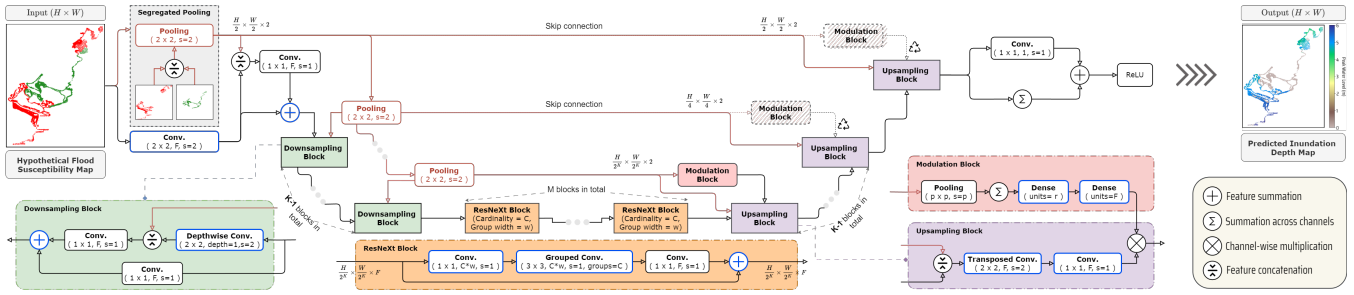 Input (H × W)
Hypothetical Flood
Susceptibility Map
Segregated Pooling
Pooling
( 2 x 2, s=2)
Conv.
( 2 x 2, F, s=2)
H/2 × W/2 × 2
Conv.
( 1 x 1, F, s=1)
Skip connection
H/2 × W/2 × 2
Modulation
Block
Upsampling
Block
Conv.
( 1 x 1, 1, s=1)
Σ
ReLU
Output (H × W)
Predicted Inundation
Depth Map
Pooling
( 2 x 2, s=2)
Skip connection
H/4 × W/4 × 2
Modulation
Block
Upsampling
Block
Downsampling
Block
K-1 blocks in
total
Pooling
( 2 x 2, s=2)
H/2^K × W/2^K × 2
Modulation
Block
M blocks in total
Downsampling
Block
ResNeXt Block
(Cardinality = C,
Group width = w)
ResNeXt Block
(Cardinality = C,
Group width = w)
Upsampling
Block
K-1 blocks in
total
Downsampling Block
Conv.
( 1 x 1, F, s=1)
Depthwise Conv.
( 2 x 2, depth=1,s=2)
Conv.
( 1 x 1, F, s=1)
ResNeXt Block
H/2^K × W/2^K × F
Conv.
( 1 x 1, C*w, s=1)
Grouped Conv.
( 3 x 3, C*w, s=1, groups=C)
Conv.
( 1 x 1, F, s=1)
H/2^K × W/2^K × F
Modulation Block
Pooling
( p x p, s=p)
Σ
Dense
( units= r )
Dense
( units=F )
Upsampling Block
Transposed Conv.
( 2 x 2, F, s=2)
Conv.
( 1 x 1, F, s=1)
Feature summation
Σ
Summation across channels
Channel-wise multiplication
Feature concatenation